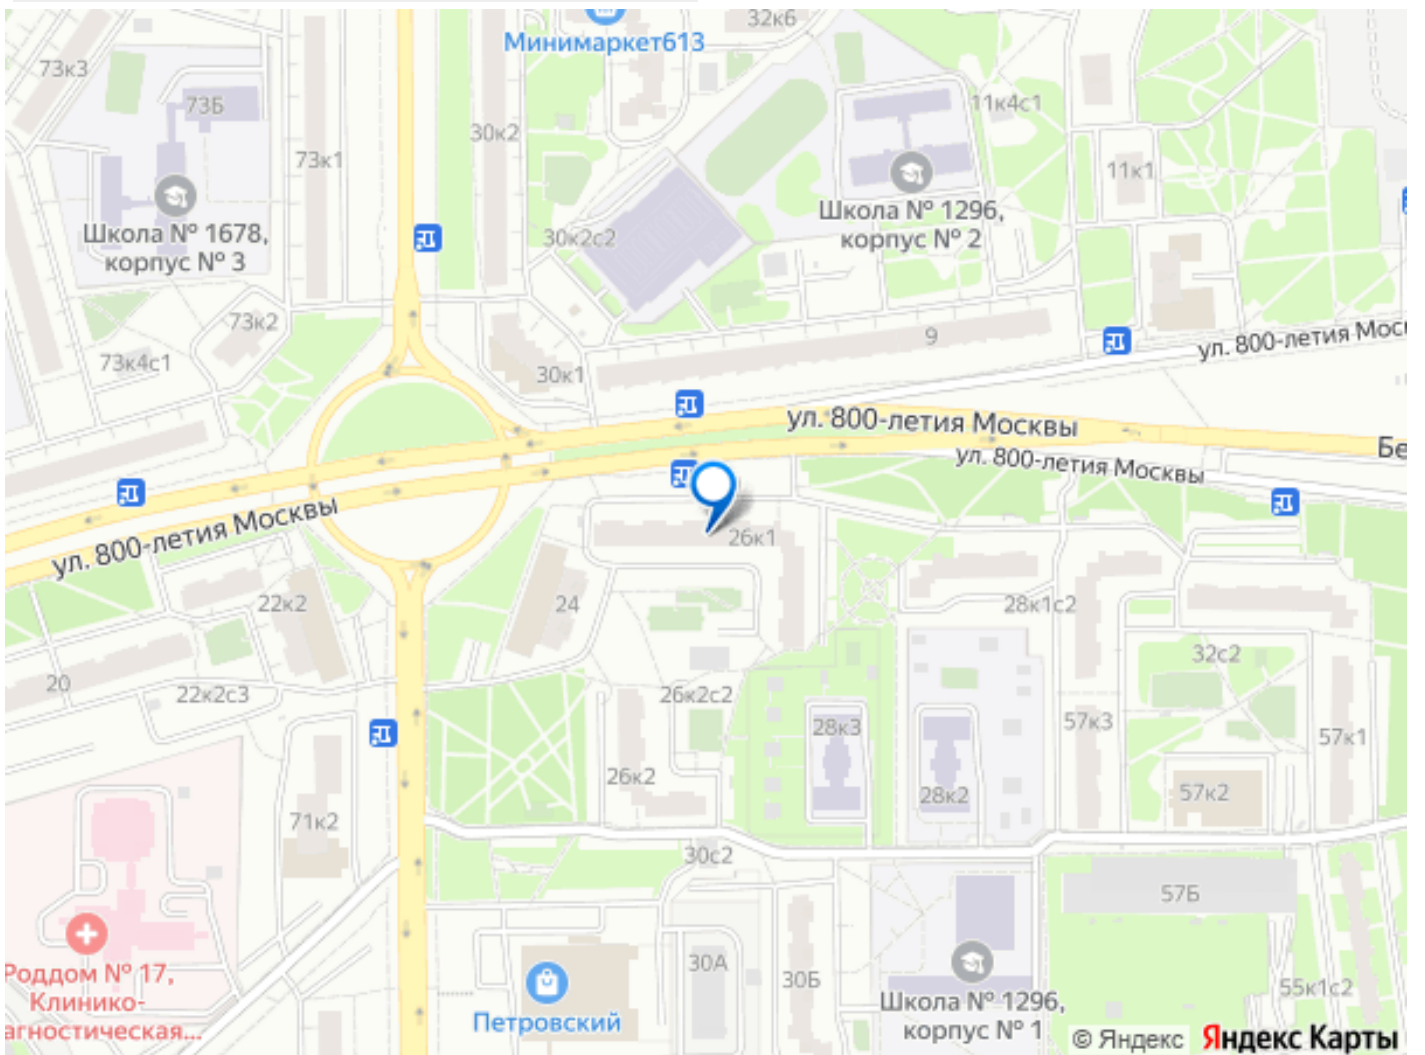 32к6
Минимаркет613
73к3
73Б
11к4с1
30к2
73к1
11к1
Школа № 1678,
корпус № 3
Школа № 1296,
корпус № 2
30к2с2
73к2
9
ул. 800-летия Моск
73к4с1
30к1
ул. 800-летия Москвы
Бе
ул. 800-летия Москвы
ул. 800-летия Москвы
26к1
22к2
24
28к1с2
20
22к2с3
26к2с2
32с2
28к3
57к3
57к1
26к2
28к2
57к2
71к2
30с2
57Б
30А
30Б
Роддом № 17,
Клинико-
агностическая...
Петровский
Школа № 1296,
корпус № 1
55к1с2
© Яндекс Яндекс Карты